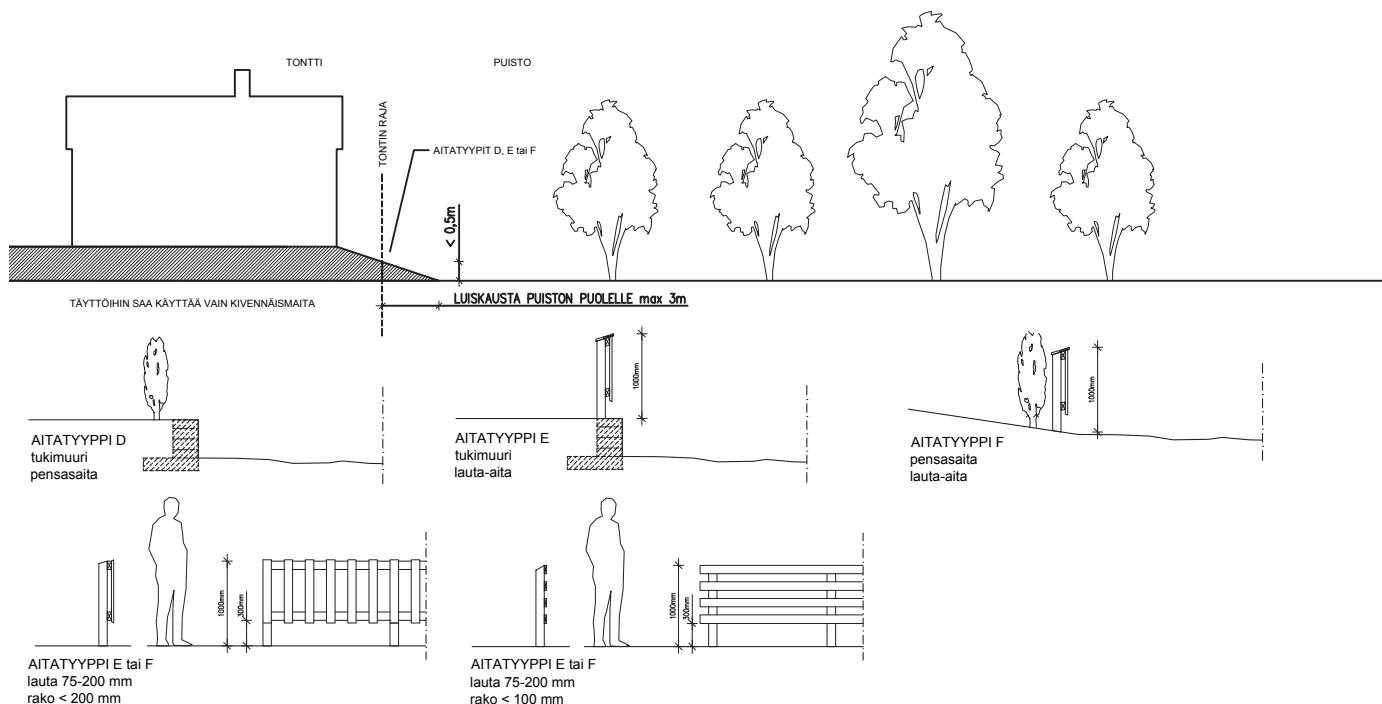 TONTTI
PUISTO
TONTIN RAJA
AITATYYPIT D, E tai F
< 0,5m
TÄYTTÖIHIN SAA KÄYTTÄÄ VAIN KIVENNÄISMAITA
LUISKAUSTA PUISTON PUOLELLE max 3m
1000mm
1000mm
AITATYYPPI D
tukimuuri
pensasaita
AITATYYPPI E
tukimuuri
lauta-aita
AITATYYPPI F
pensasaita
lauta-aita
1000mm
300mm
1000mm
300mm
AITATYYPPI E tai F
lauta 75-200 mm
rako < 200 mm
AITATYYPPI E tai F
lauta 75-200 mm
rako < 100 mm